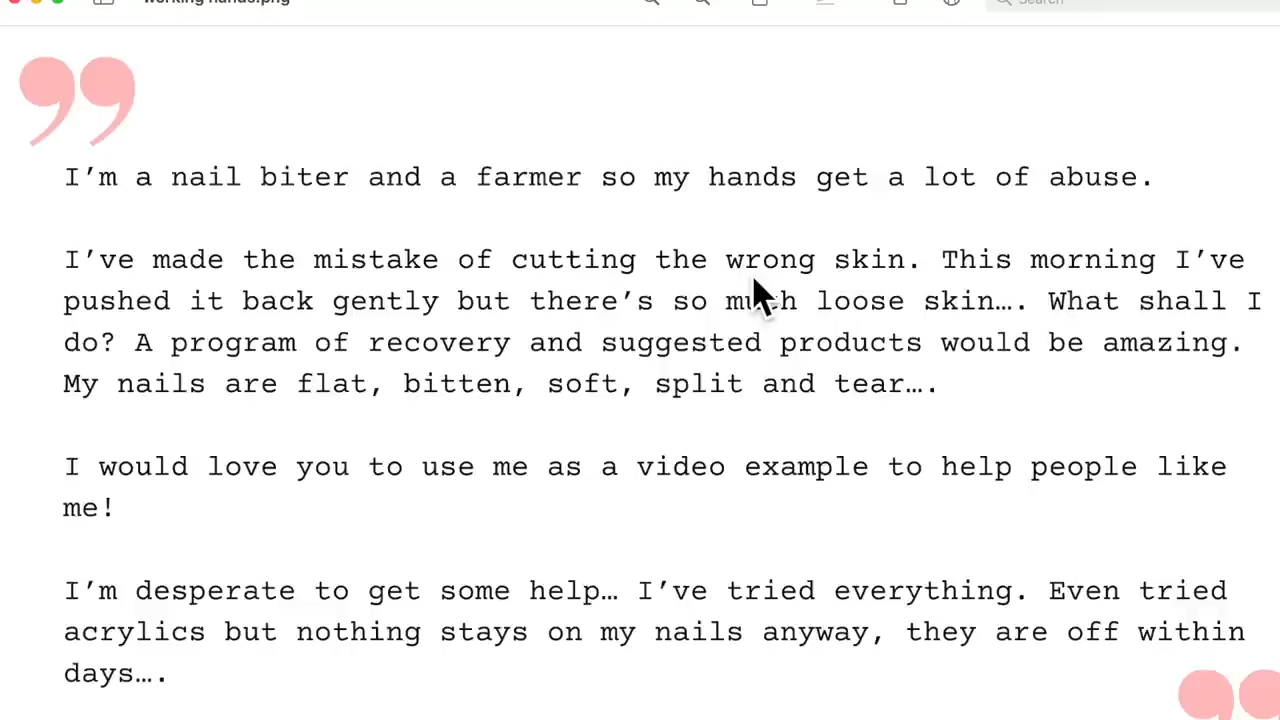 working hands.png
Search
I’m a nail biter and a farmer so my hands get a lot of abuse.
I’ve made the mistake of cutting the wrong skin. This morning I’ve
pushed it back gently but there’s so much loose skin…. What shall I
do? A program of recovery and suggested products would be amazing.
My nails are flat, bitten, soft, split and tear….
I would love you to use me as a video example to help people like
me!
I’m desperate to get some help… I’ve tried everything. Even tried
acrylics but nothing stays on my nails anyway, they are off within
days….